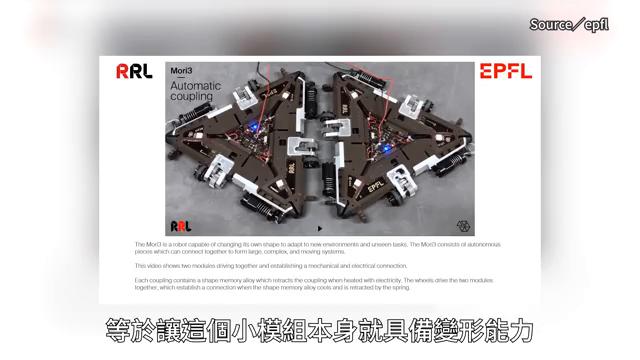 Source／epfl
RRL
Mori3
Automatic
coupling
EPFL
RRL
EPFL
RRL
The Mori3 is a robot capable of changing its own shape to adapt to new environments and unseen tasks. The Mori3 consists of autonomous
pieces which can connect together to form large, complex, and moving systems.
This video shows two modules driving together and establishing a mechanical and electrical connection.
Each coupling contains a shape memory alloy which retracts the coupling when heated with electricity. The wheels drive the two modules
together, which establish a connection when the shape memory alloy cools and is retracted by the spring.
等於讓這個小模組本身就具備變形能力